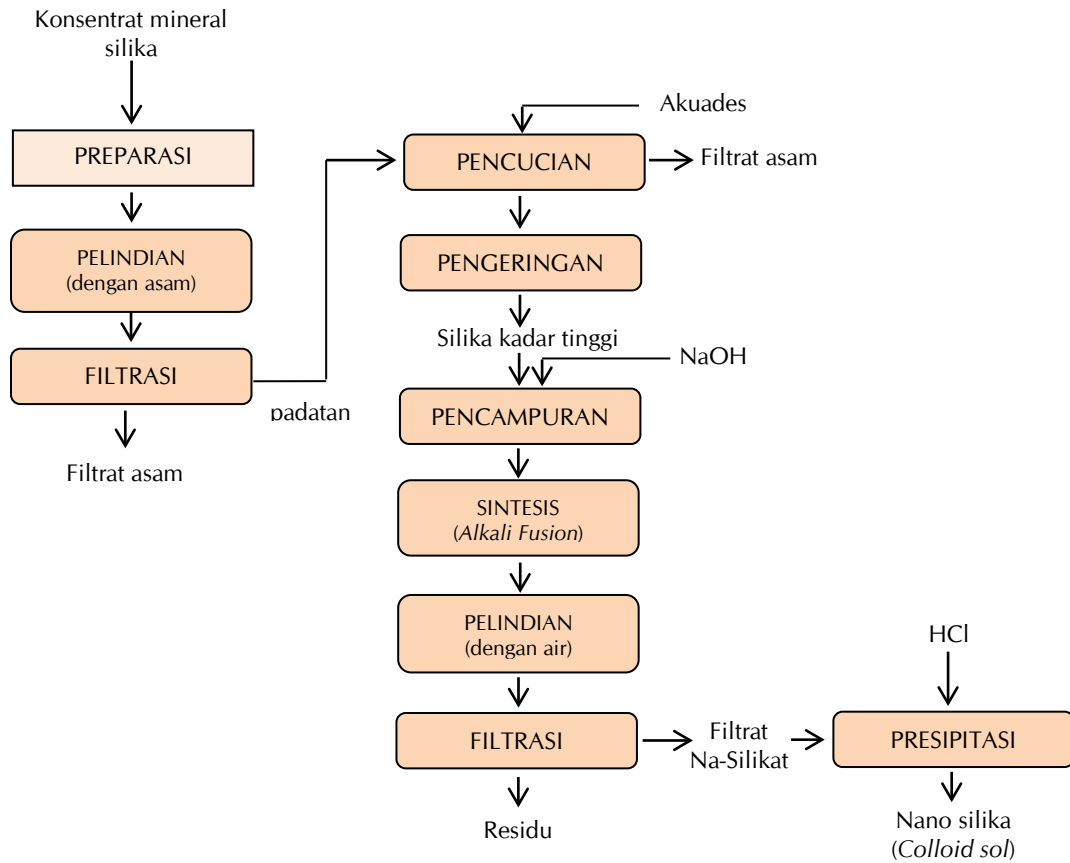 Konsentrat mineral
silika
PREPARASI
PELINDIAN
(dengan asam)
FILTRASI
padatan
Filtrat asam
Akuades
PENCUCIAN
Filtrat asam
PENGERINGAN
Silika kadar tinggi
NaOH
PENCAMPURAN
SINTESIS
(Alkali Fusion)
PELINDIAN
(dengan air)
FILTRASI
Residu
Filtrat
Na-Silikat
HCl
PRESIPITASI
Nano silika
(Colloid sol)